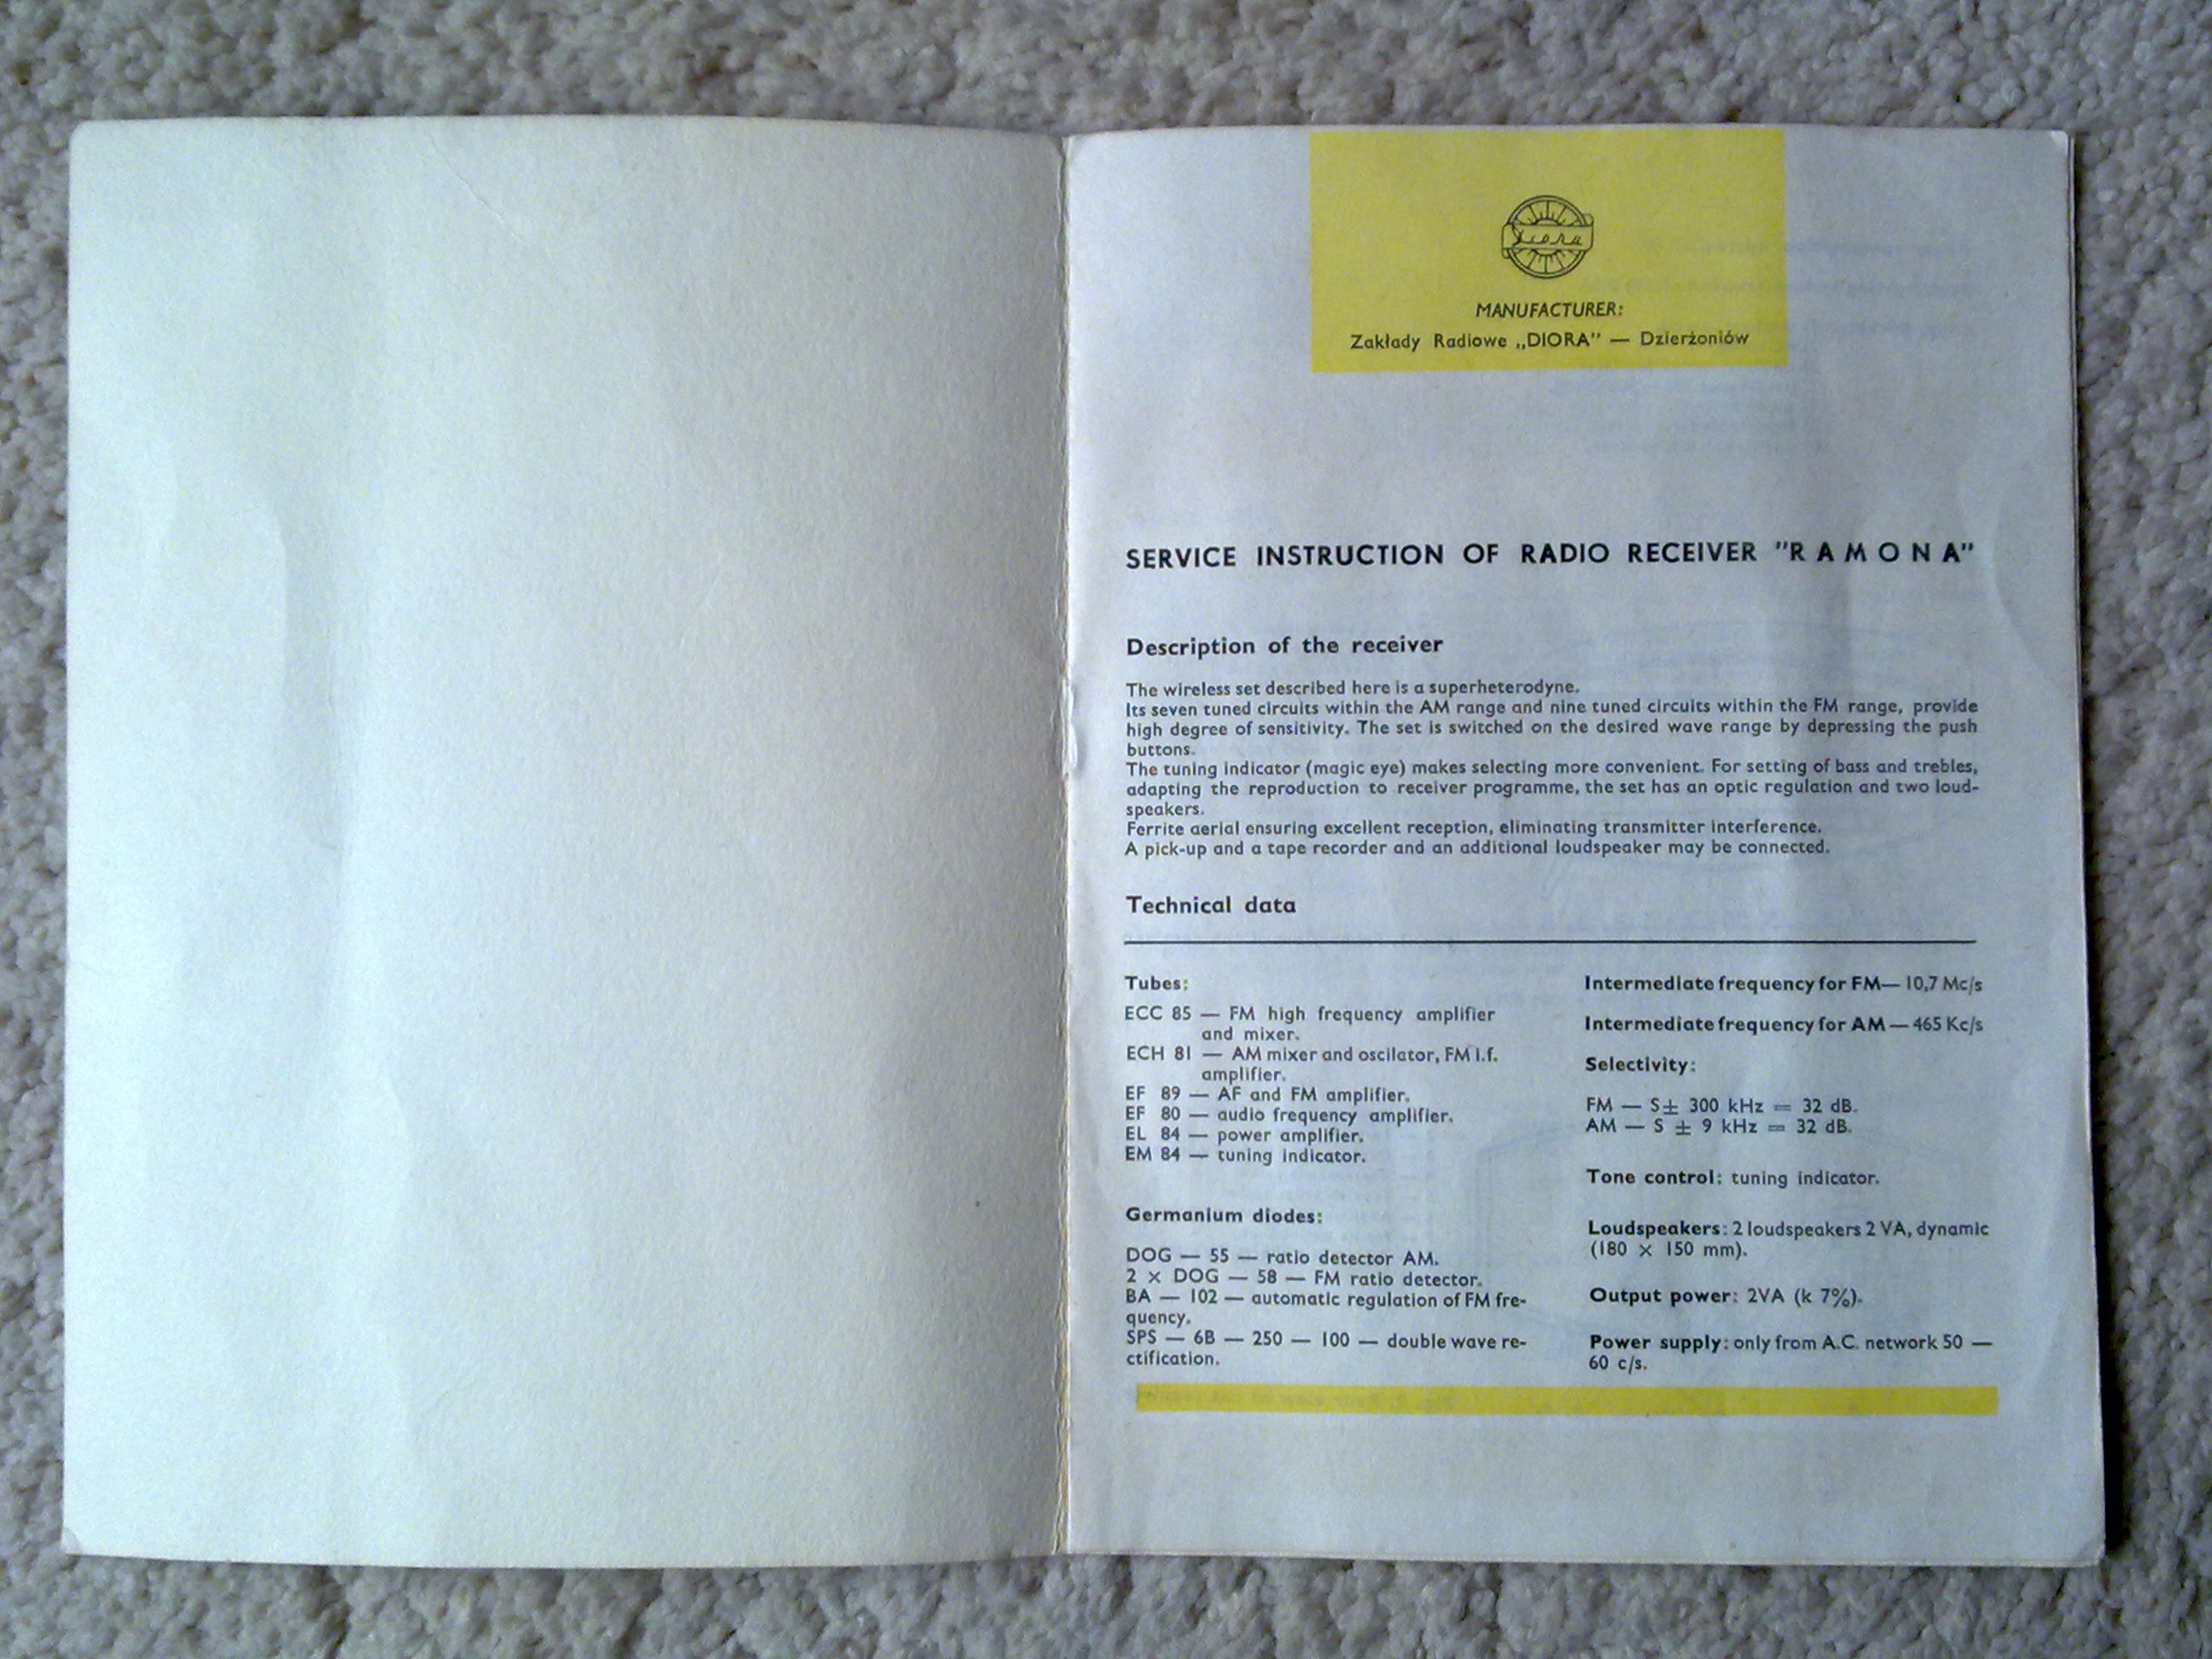 Diora
MANUFACTURER:
Zakłady Radiowe „DIORA” — Dzierżoniów
SERVICE INSTRUCTION OF RADIO RECEIVER "RAMONA"
Description of the receiver
The wireless set described here is a superheterodyne.
Its seven tuned circuits within the AM range and nine tuned circuits within the FM range, provide
high degree of sensitivity. The set is switched on the desired wave range by depressing the push
buttons.
The tuning indicator (magic eye) makes selecting more convenient. For setting of bass and trebles,
adapting the reproduction to receiver programme, the set has an optic regulation and two loud-
speakers.
Ferrite aerial ensuring excellent reception, eliminating transmitter interference.
A pick-up and a tape recorder and an additional loudspeaker may be connected.
Technical data
Tubes:
ECC 85 — FM high frequency amplifier
and mixer.
ECH 81 — AM mixer and oscilator, FM i.f.
amplifier.
EF 89 — AF and FM amplifier.
EF 80 — audio frequency amplifier.
EL 84 — power amplifier.
EM 84 — tuning indicator.
Germanium diodes:
DOG — 55 — ratio detector AM.
2 × DOG — 58 — FM ratio detector.
BA — 102 — automatic regulation of FM fre-
quency.
SPS — 6B — 250 — 100 — double wave re-
ctification.
Intermediate frequency for FM— 10,7 Mc/s
Intermediate frequency for AM — 465 Kc/s
Selectivity:
FM — S± 300 kHz = 32 dB.
AM — S ± 9 kHz = 32 dB.
Tone control: tuning indicator.
Loudspeakers: 2 loudspeakers 2 VA, dynamic
(180 × 150 mm).
Output power: 2VA (k 7%).
Power supply: only from A.C. network 50 —
60 c/s.